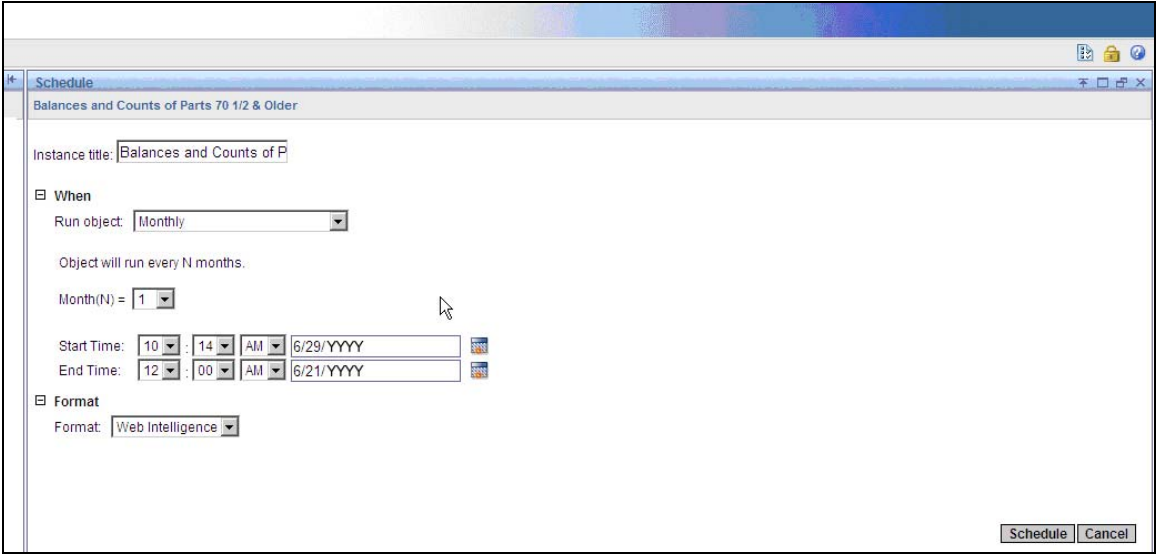 Schedule
Balances and Counts of Parts 70 1/2 & Older
Instance title: Balances and Counts of P
When
Run object: Monthly
Object will run every N months.
Month(N) = 1
Start Time: 10 : 14 AM 6/29/YYYY
End Time: 12 : 00 AM 6/21/YYYY
Format
Format: Web Intelligence
Schedule Cancel